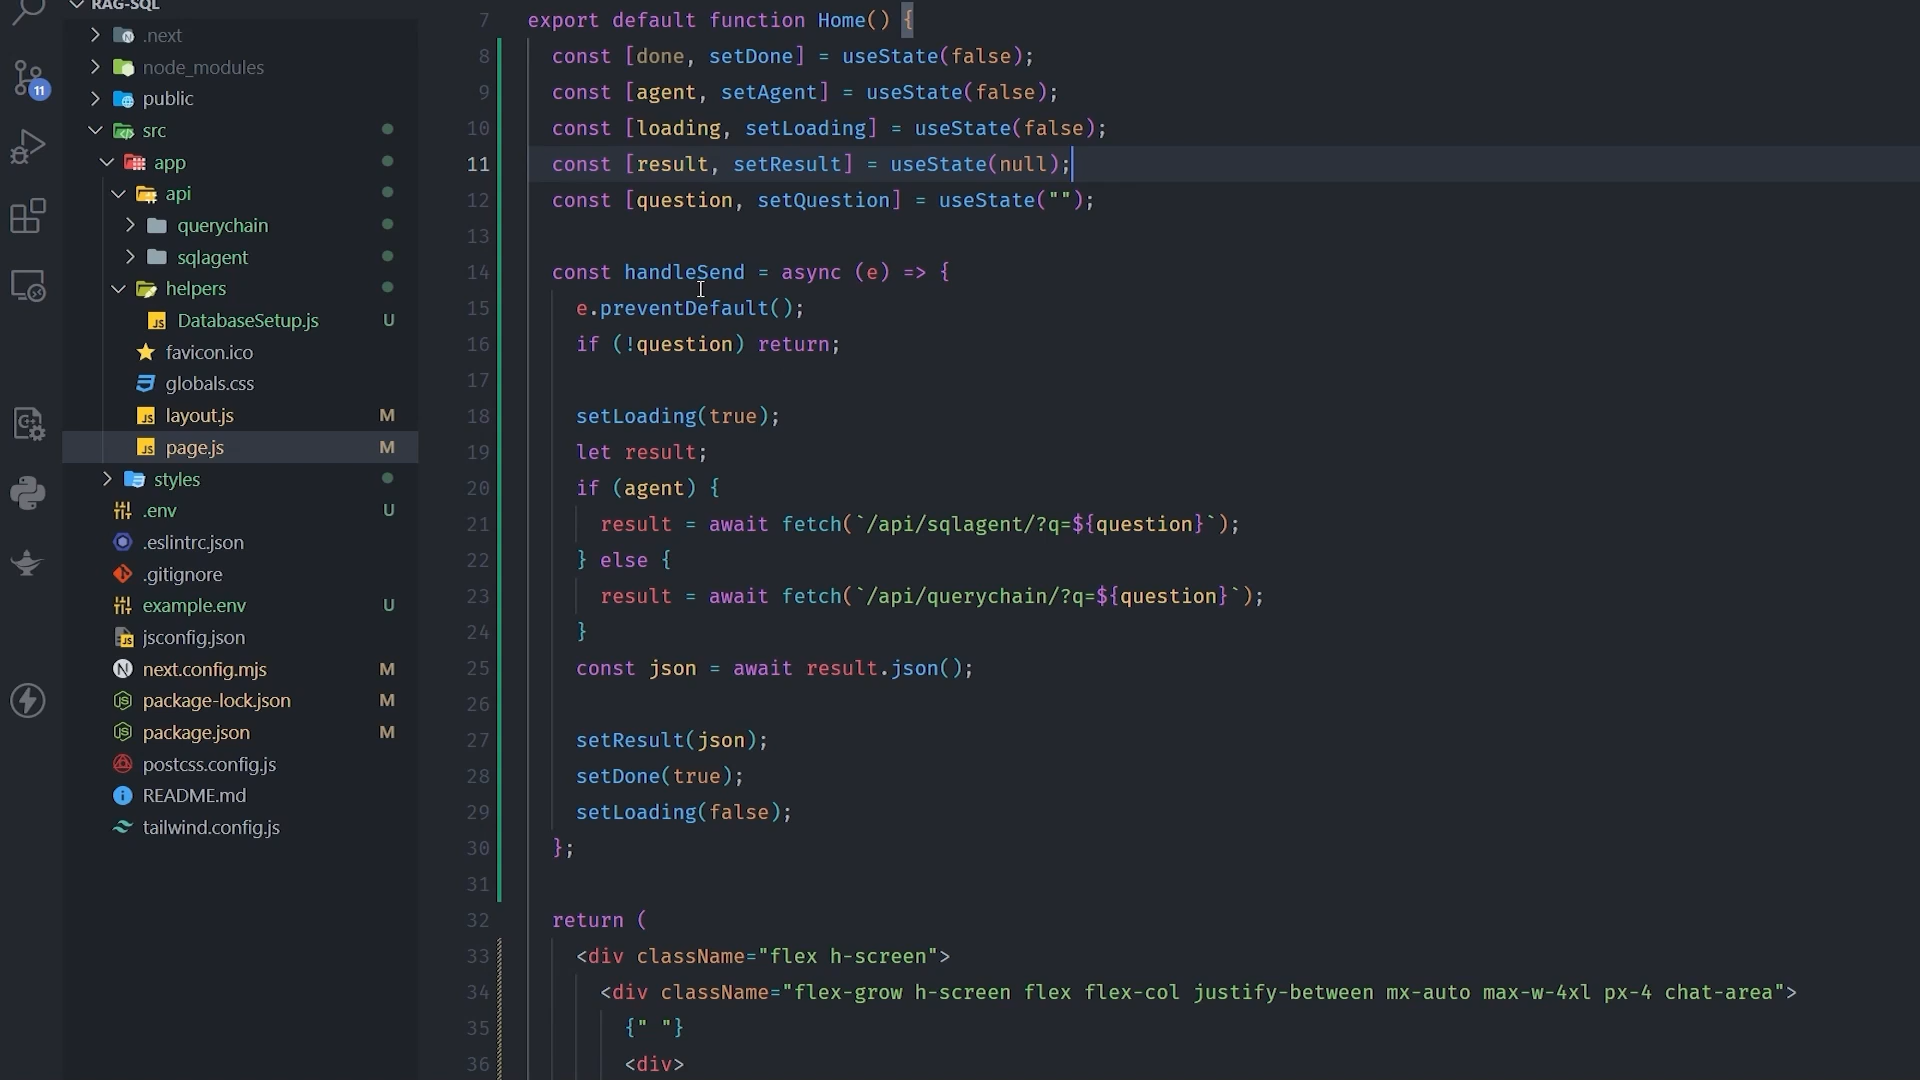 RAG-SQL
.next
node_modules
11
public
src
app
api
querychain
sqlagent
helpers
DatabaseSetup.js U
favicon.ico
globals.css
layout.js M
page.js M
styles
.env U
.eslintrc.json
.gitignore
example.env U
jsconfig.json
next.config.mjs M
package-lock.json M
package.json M
postcss.config.js
README.md
tailwind.config.js
7 export default function Home() {
8 const [done, setDone] = useState(false);
9 const [agent, setAgent] = useState(false);
10 const [loading, setLoading] = useState(false);
11 const [result, setResult] = useState(null);
12 const [question, setQuestion] = useState("");
13
14 const handleSend = async (e) => {
15 e.preventDefault();
16 if (!question) return;
17
18 setLoading(true);
19 let result;
20 if (agent) {
21 result = await fetch(`/api/sqlagent/?q=${question}`);
22 } else {
23 result = await fetch(`/api/querychain/?q=${question}`);
24 }
25 const json = await result.json();
26
27 setResult(json);
28 setDone(true);
29 setLoading(false);
30 };
31
32 return (
33 <div className="flex h-screen">
34 <div className="flex-grow h-screen flex flex-col justify-between mx-auto max-w-4xl px-4 chat-area">
35 {" "}
36 <div>